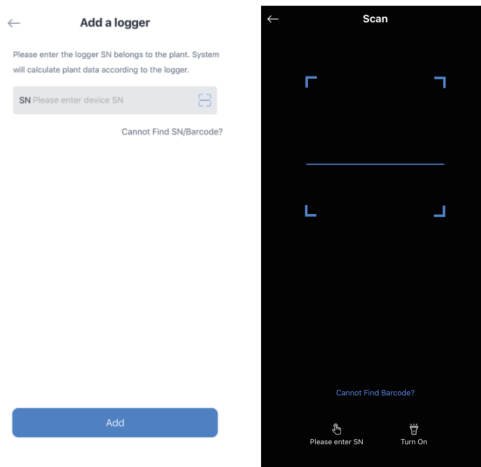 Add a logger
Please enter the logger SN belongs to the plant. System
will calculate plant data according to the logger.
SN Please enter device SN
Cannot Find SN/Barcode?
Add
Scan
Cannot Find Barcode?
Please enter SN
Turn On